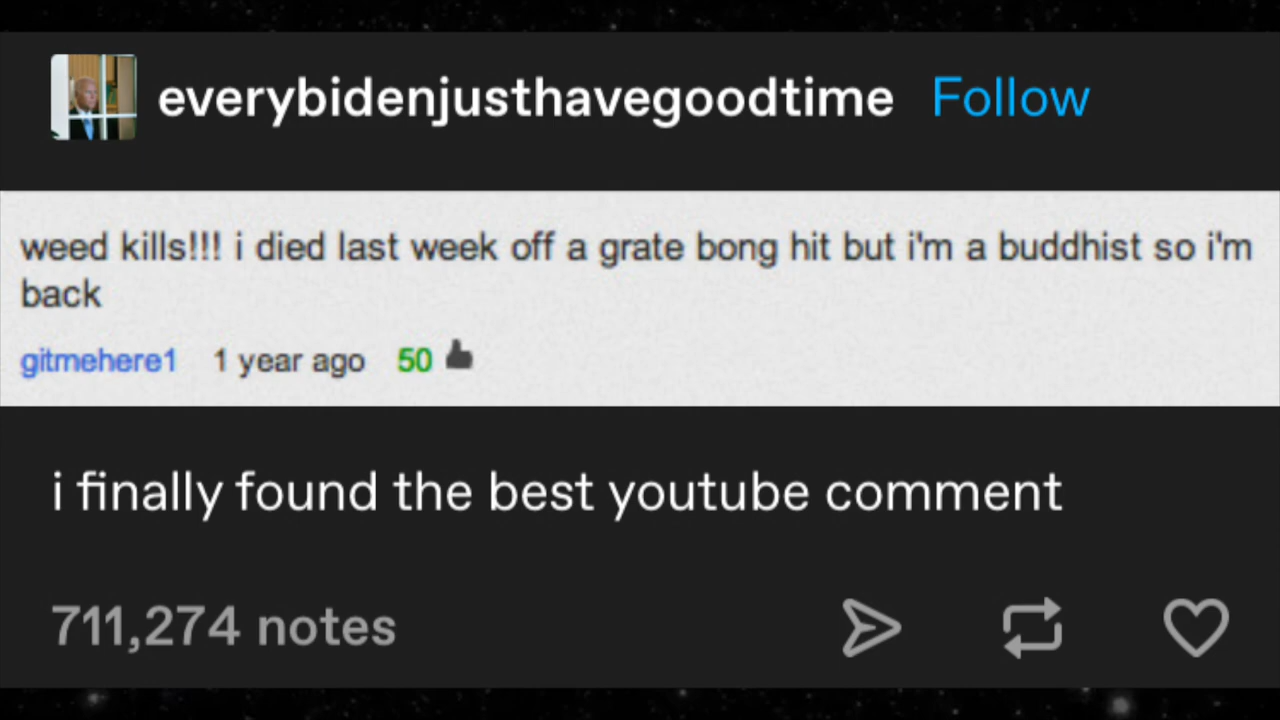 everybidenjusthavegoodtime Follow
weed kills!!! i died last week off a grate bong hit but i'm a buddhist so i'm
back
gitmehere1 1 year ago 50
i finally found the best youtube comment
711,274 notes